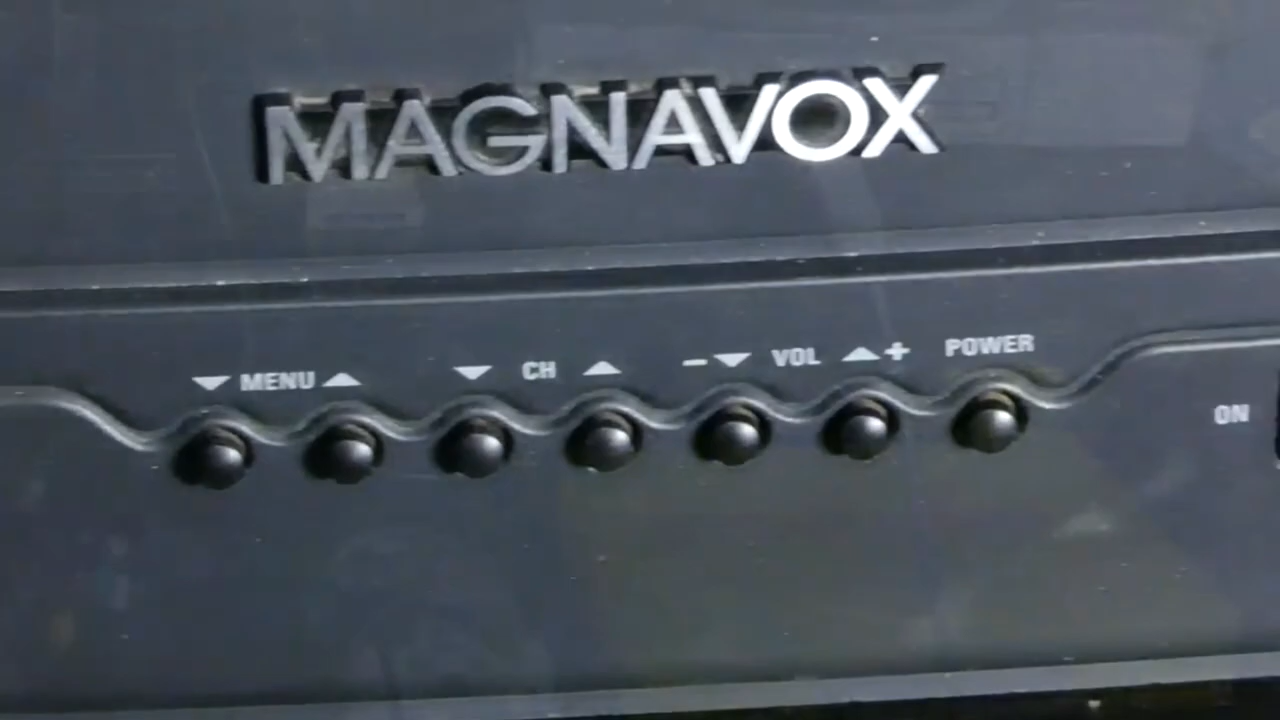 MAGNAVOX
▼ MENU ▲ ▼ CH ▲ −▼ VOL ▲+ POWER
ON